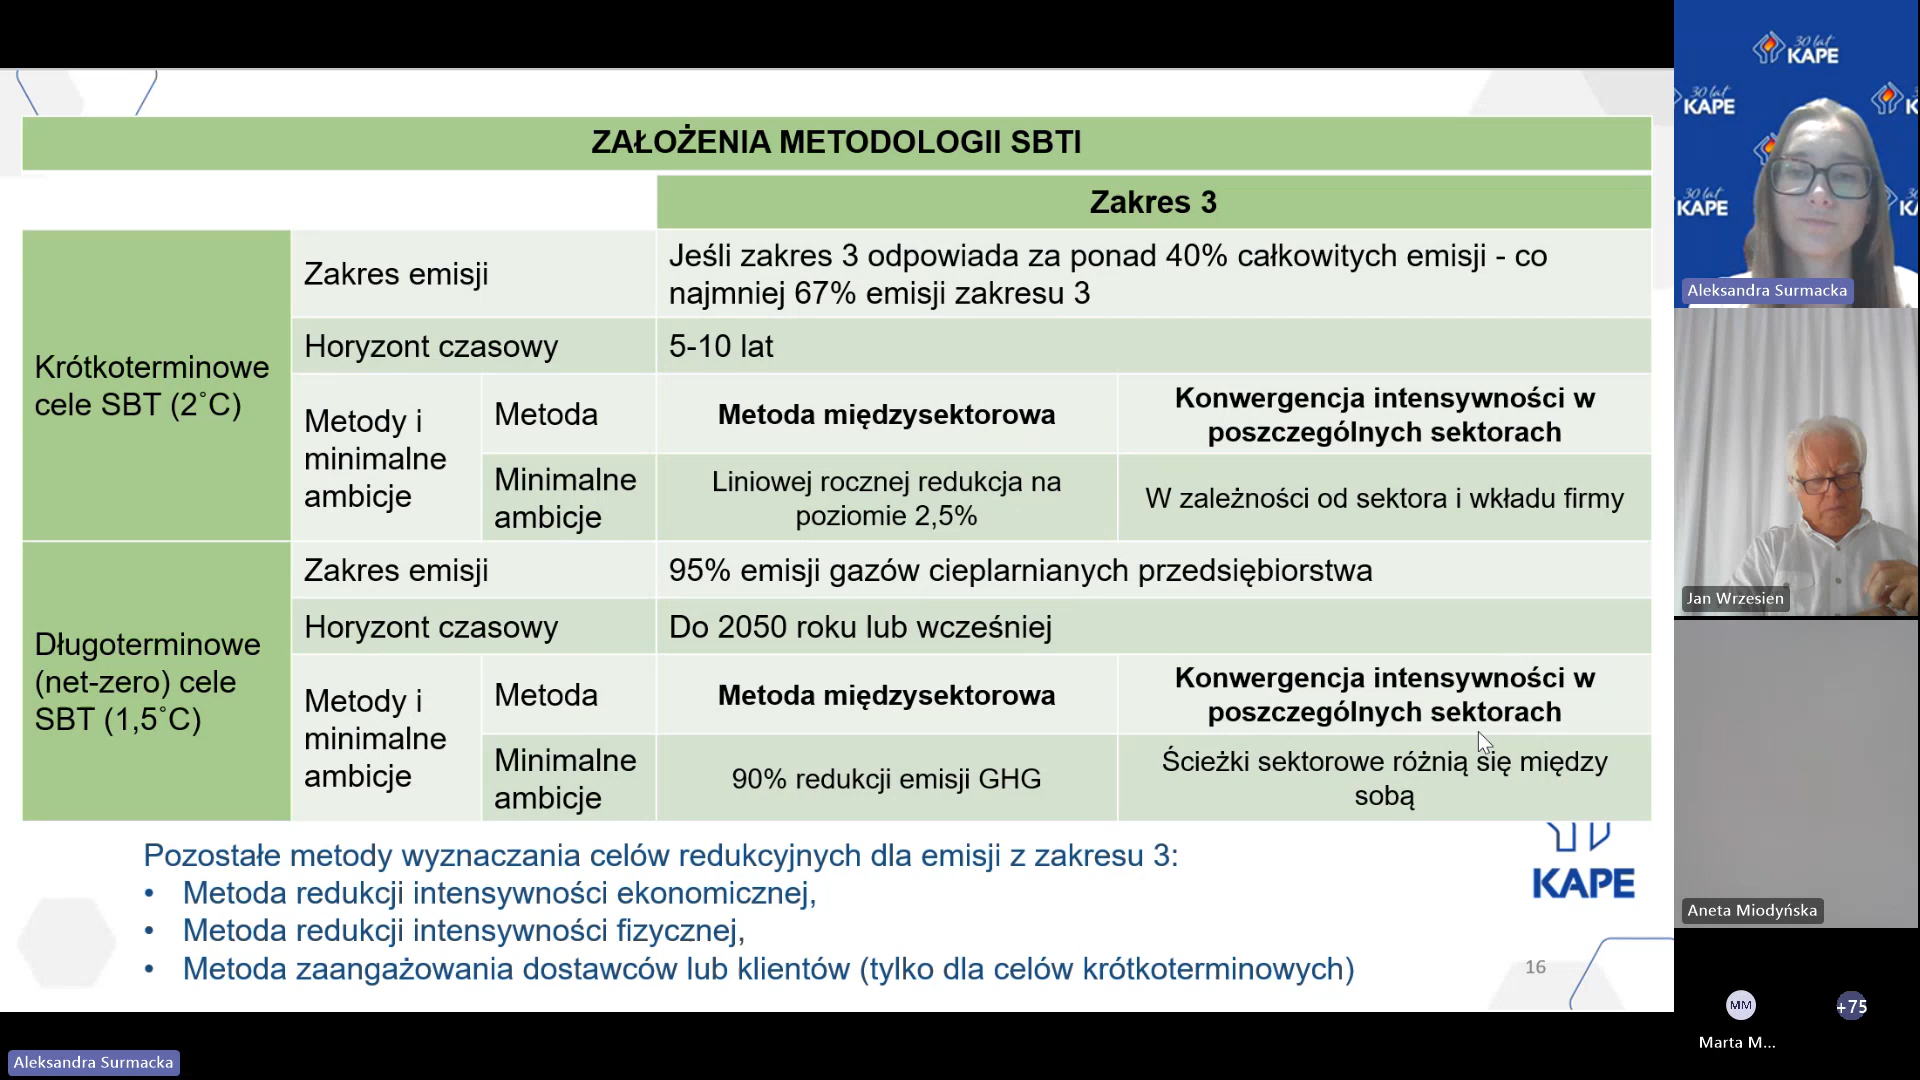 ZAŁOŻENIA METODOLOGII SBTI
Zakres 3
Krótkoterminowe
cele SBT (2˚C)
Zakres emisji
Jeśli zakres 3 odpowiada za ponad 40% całkowitych emisji - co
najmniej 67% emisji zakresu 3
Horyzont czasowy
5-10 lat
Metody i
minimalne
ambicje
Metoda
Metoda międzysektorowa
Konwergencja intensywności w
poszczególnych sektorach
Minimalne
ambicje
Liniowej rocznej redukcja na
poziomie 2,5%
W zależności od sektora i wkładu firmy
Długoterminowe
(net-zero) cele
SBT (1,5˚C)
Zakres emisji
95% emisji gazów cieplarnianych przedsiębiorstwa
Horyzont czasowy
Do 2050 roku lub wcześniej
Metody i
minimalne
ambicje
Metoda
Metoda międzysektorowa
Konwergencja intensywności w
poszczególnych sektorach
Minimalne
ambicje
90% redukcji emisji GHG
Ścieżki sektorowe różnią się między
sobą
Pozostałe metody wyznaczania celów redukcyjnych dla emisji z zakresu 3:
• Metoda redukcji intensywności ekonomicznej,
• Metoda redukcji intensywności fizycznej,
• Metoda zaangażowania dostawców lub klientów (tylko dla celów krótkoterminowych)
KAPE
16
30 lat
KAPE
30 lat
KAPE
30 lat
KAPE
Aleksandra Surmacka
Jan Wrzesien
Aneta Miodyńska
MM
Marta M...
+75
Aleksandra Surmacka